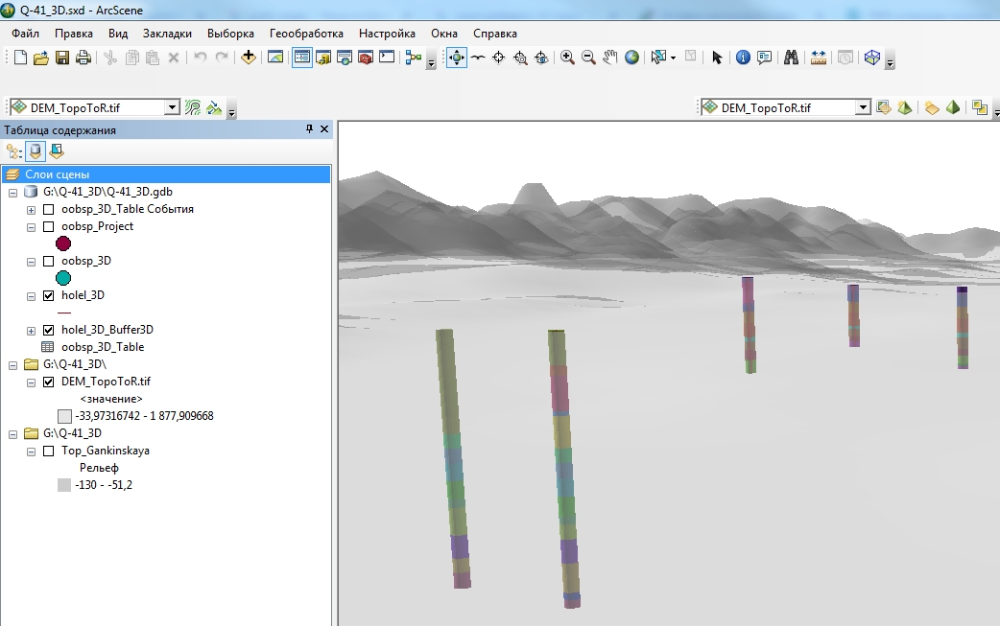 Q-41_3D.sxd - ArcScene
Файл Правка Вид Закладки Выборка Геообработка Настройка Окна Справка
DEM_TopoToR.tif DEM_TopoToR.tif
Таблица содержания
Слои сцены
G:\Q-41_3D\Q-41_3D.gdb
oobsp_3D_Table События
oobsp_Project
oobsp_3D
holel_3D
holel_3D_Buffer3D
oobsp_3D_Table
G:\Q-41_3D\
DEM_TopoToR.tif
<значение>
-33,97316742 - 1 877,909668
G:\Q-41_3D
Top_Gankinskaya
Рельеф
-130 - -51,2